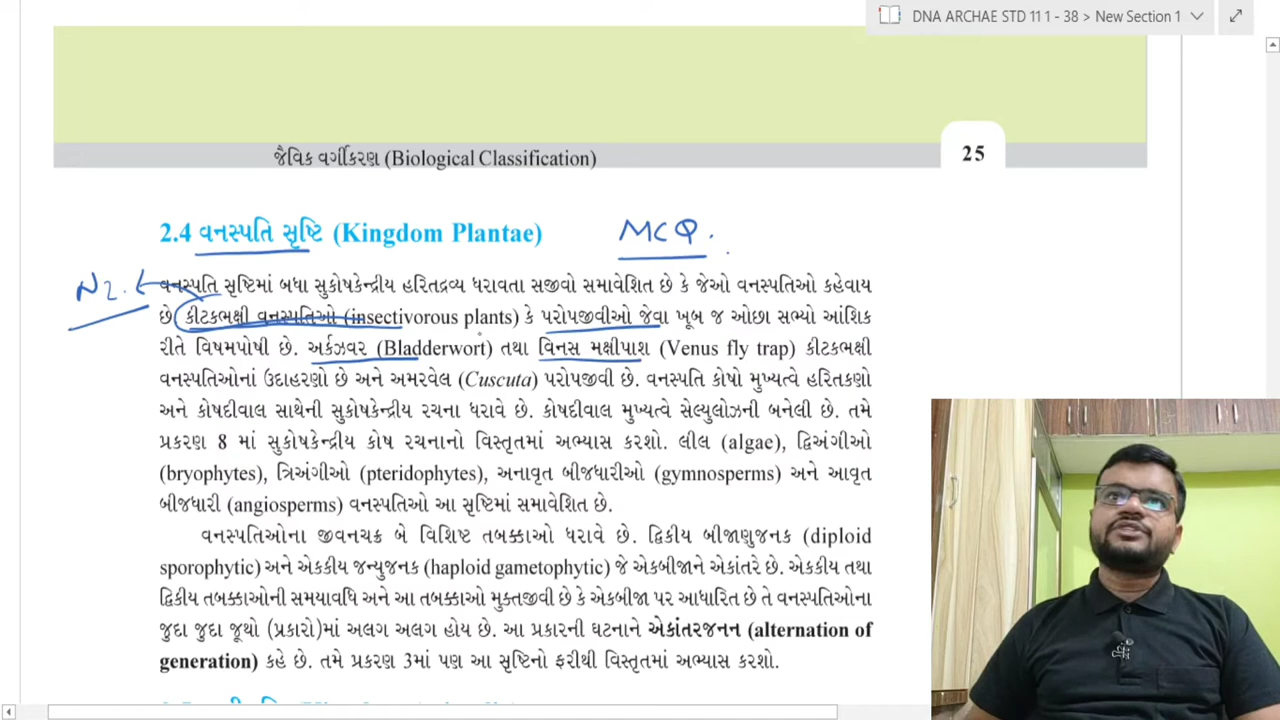 DNA ARCHAE STD 11 1 - 38 > New Section 1
જૈવિક વર્ગીકરણ (Biological Classification)
25
2.4 વનસ્પતિ સૃષ્ટિ (Kingdom Plantae)
MCQ.
N2.
વનસ્પતિ સૃષ્ટિમાં બધા સુકોષકેન્દ્રીય હરિતદ્રવ્ય ધરાવતા સજીવો સમાવેશિત છે કે જેઓ વનસ્પતિઓ કહેવાય
છે કીટકભક્ષી વનસ્પતિઓ (insectivorous plants) કે પરોપજીવીઓ જેવા ખૂબ જ ઓછા સભ્યો આંશિક
રીતે વિષમપોષી છે. અર્કઝવર (Bladderwort) તથા વિનસ મક્ષીપાશ (Venus fly trap) કીટકભક્ષી
વનસ્પતિઓનાં ઉદાહરણો છે અને અમરવેલ (Cuscuta) પરોપજીવી છે. વનસ્પતિ કોષો મુખ્યત્વે હરિતકણો
અને કોષદીવાલ સાથેની સુકોષકેન્દ્રીય રચના ધરાવે છે. કોષદીવાલ મુખ્યત્વે સેલ્યુલોઝની બનેલી છે. તમે
પ્રકરણ 8 માં સુકોષકેન્દ્રીય કોષ રચનાનો વિસ્તૃતમાં અભ્યાસ કરશો. લીલ (algae), દ્વિઅંગીઓ
(bryophytes), ત્રિઅંગીઓ (pteridophytes), અનાવૃત બીજધારીઓ (gymnosperms) અને આવૃત
બીજધારી (angiosperms) વનસ્પતિઓ આ સૃષ્ટિમાં સમાવેશિત છે.
વનસ્પતિઓના જીવનચક્ર બે વિશિષ્ટ તબક્કાઓ ધરાવે છે. દ્વિકીય બીજાણુજનક (diploid
sporophytic) અને એકકીય જન્યુજનક (haploid gametophytic) જે એકબીજાને એકાંતરે છે. એકકીય તથા
દ્વિકીય તબક્કાઓની સમયાવધિ અને આ તબક્કાઓ મુક્તજીવી છે કે એકબીજા પર આધારિત છે તે વનસ્પતિઓના
જુદા જુદા જૂથો (પ્રકારો)માં અલગ અલગ હોય છે. આ પ્રકારની ઘટનાને એકાંતરજનન (alternation of
generation) કહે છે. તમે પ્રકરણ 3માં પણ આ સૃષ્ટિનો ફરીથી વિસ્તૃતમાં અભ્યાસ કરશો.